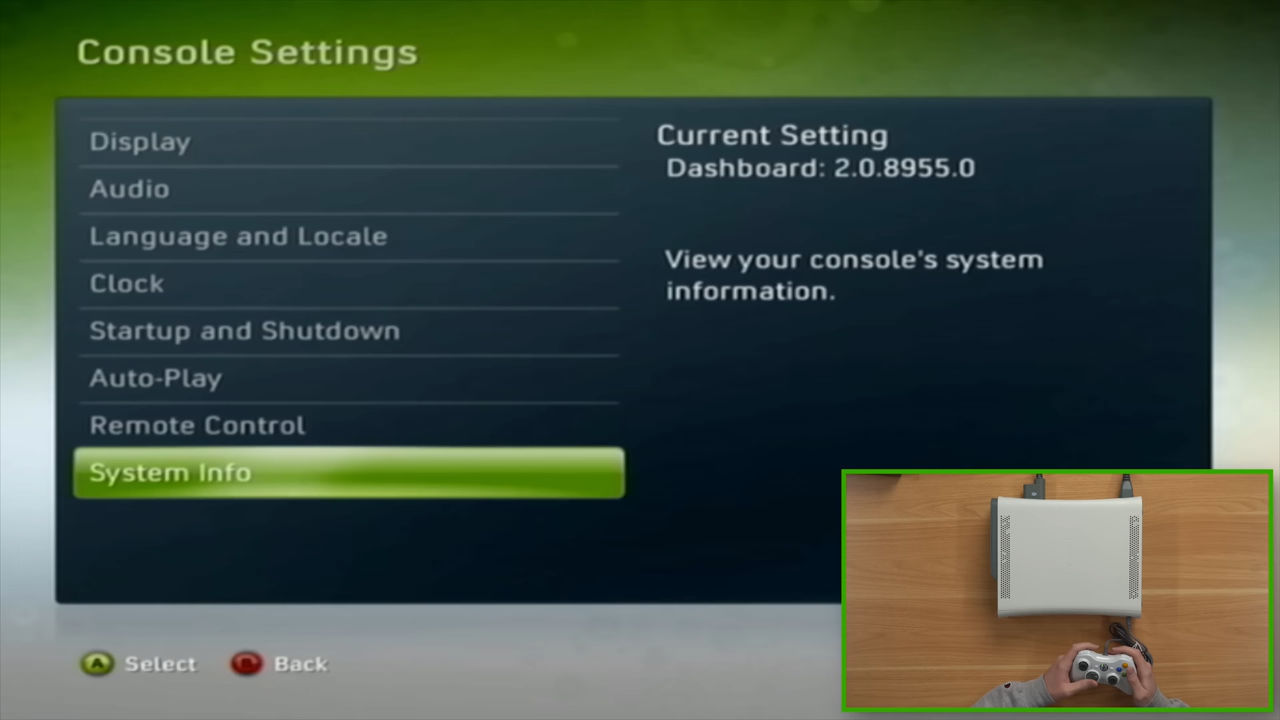 Console Settings
Display
Audio
Language and Locale
Clock
Startup and Shutdown
Auto-Play
Remote Control
System Info
Current Setting
Dashboard: 2.0.8955.0
View your console's system
information.
A Select B Back